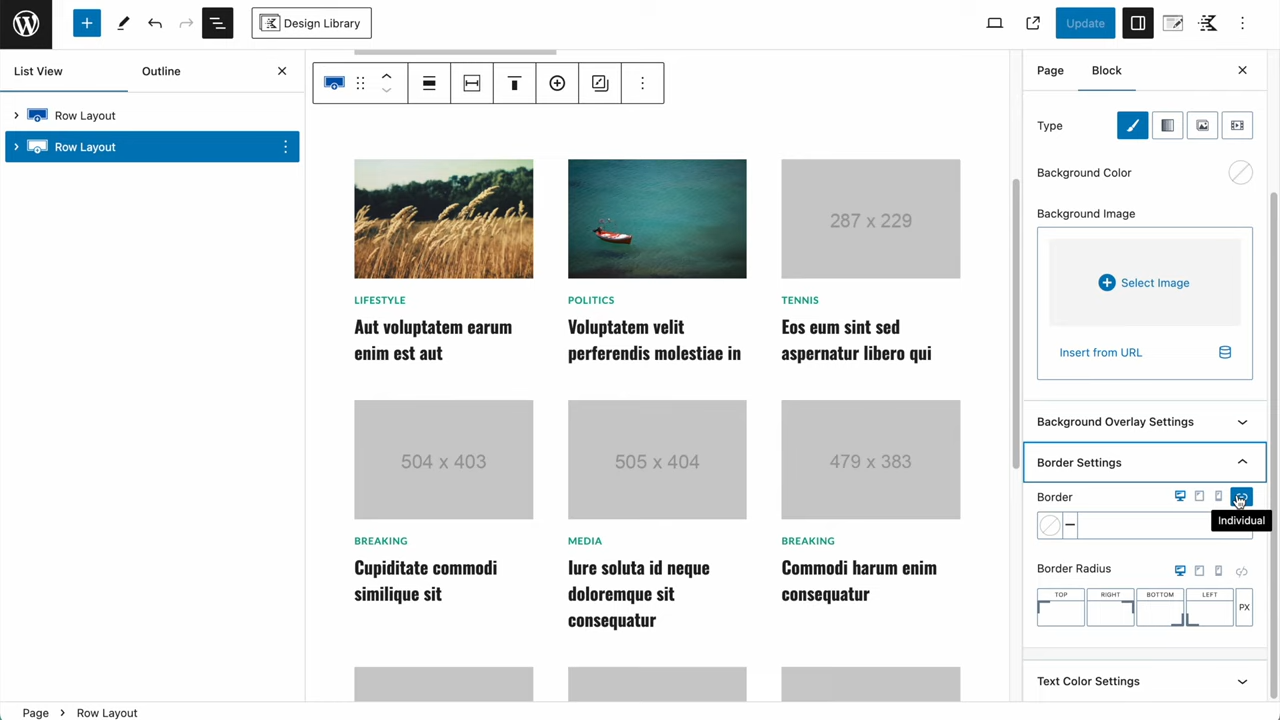 Design Library
Update
List View
Outline
Row Layout
Row Layout
287 x 229
LIFESTYLE
Aut voluptatem earum
enim est aut
POLITICS
Voluptatem velit
perferendis molestiae in
TENNIS
Eos eum sint sed
aspernatur libero qui
504 x 403
505 x 404
479 x 383
BREAKING
Cupiditate commodi
similique sit
MEDIA
Iure soluta id neque
doloremque sit
consequatur
BREAKING
Commodi harum enim
consequatur
Page
Block
Type
Background Color
Background Image
Select Image
Insert from URL
Background Overlay Settings
Border Settings
Border
Individual
Border Radius
TOP
RIGHT
BOTTOM
LEFT
PX
Text Color Settings
Page > Row Layout